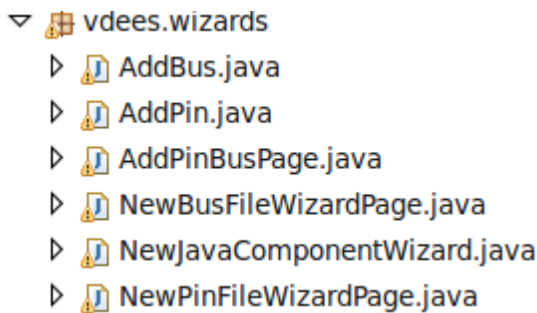 vdees.wizards
AddBus.java
AddPin.java
AddPinBusPage.java
NewBusFileWizardPage.java
NewJavaComponentWizard.java
NewPinFileWizardPage.java